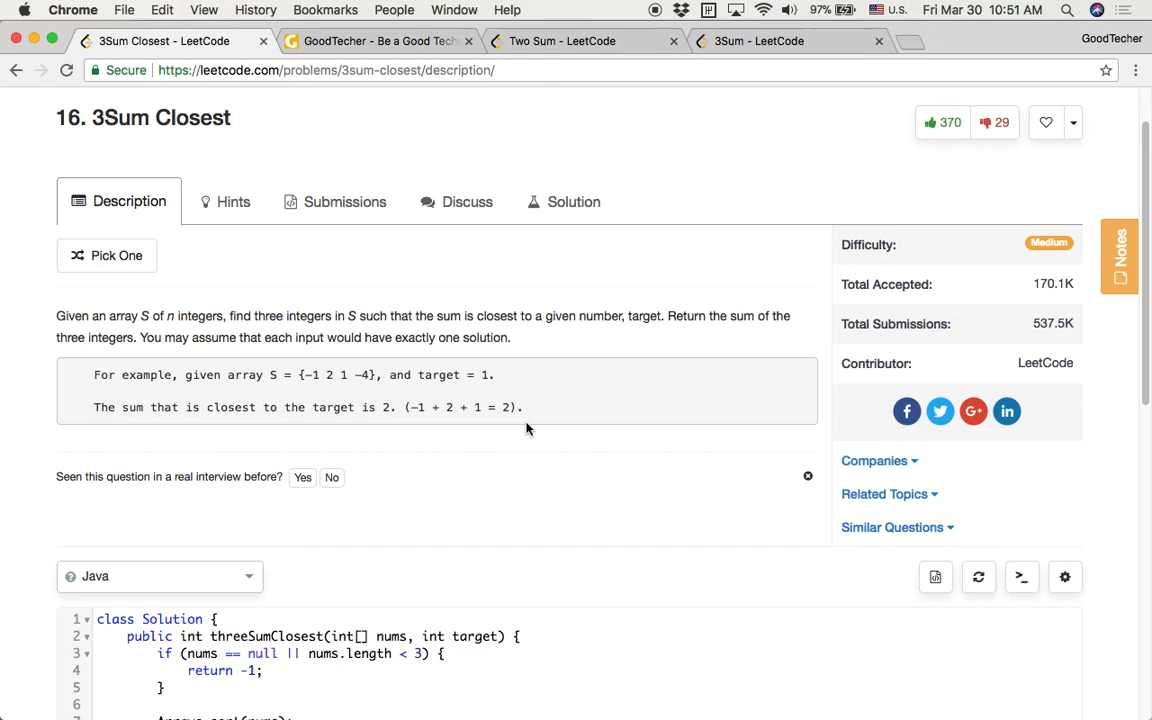 Chrome File Edit View History Bookmarks People Window Help 97% U.S. Fri Mar 30 10:51 AM
3Sum Closest - LeetCode GoodTecher - Be a Good Tech Two Sum - LeetCode 3Sum - LeetCode GoodTecher
Secure https://leetcode.com/problems/3sum-closest/description/
16. 3Sum Closest
370 29
Description Hints Submissions Discuss Solution
Pick One
Given an array S of n integers, find three integers in S such that the sum is closest to a given number, target. Return the sum of the
three integers. You may assume that each input would have exactly one solution.
For example, given array S = {-1 2 1 -4}, and target = 1.
The sum that is closest to the target is 2. (-1 + 2 + 1 = 2).
Seen this question in a real interview before? Yes No
Difficulty: Medium
Total Accepted: 170.1K
Total Submissions: 537.5K
Contributor: LeetCode
Companies
Related Topics
Similar Questions
Notes
Java
1 class Solution {
2 public int threeSumClosest(int[] nums, int target) {
3 if (nums == null || nums.length < 3) {
4 return -1;
5 }
6
7 Arrays.sort(nums);